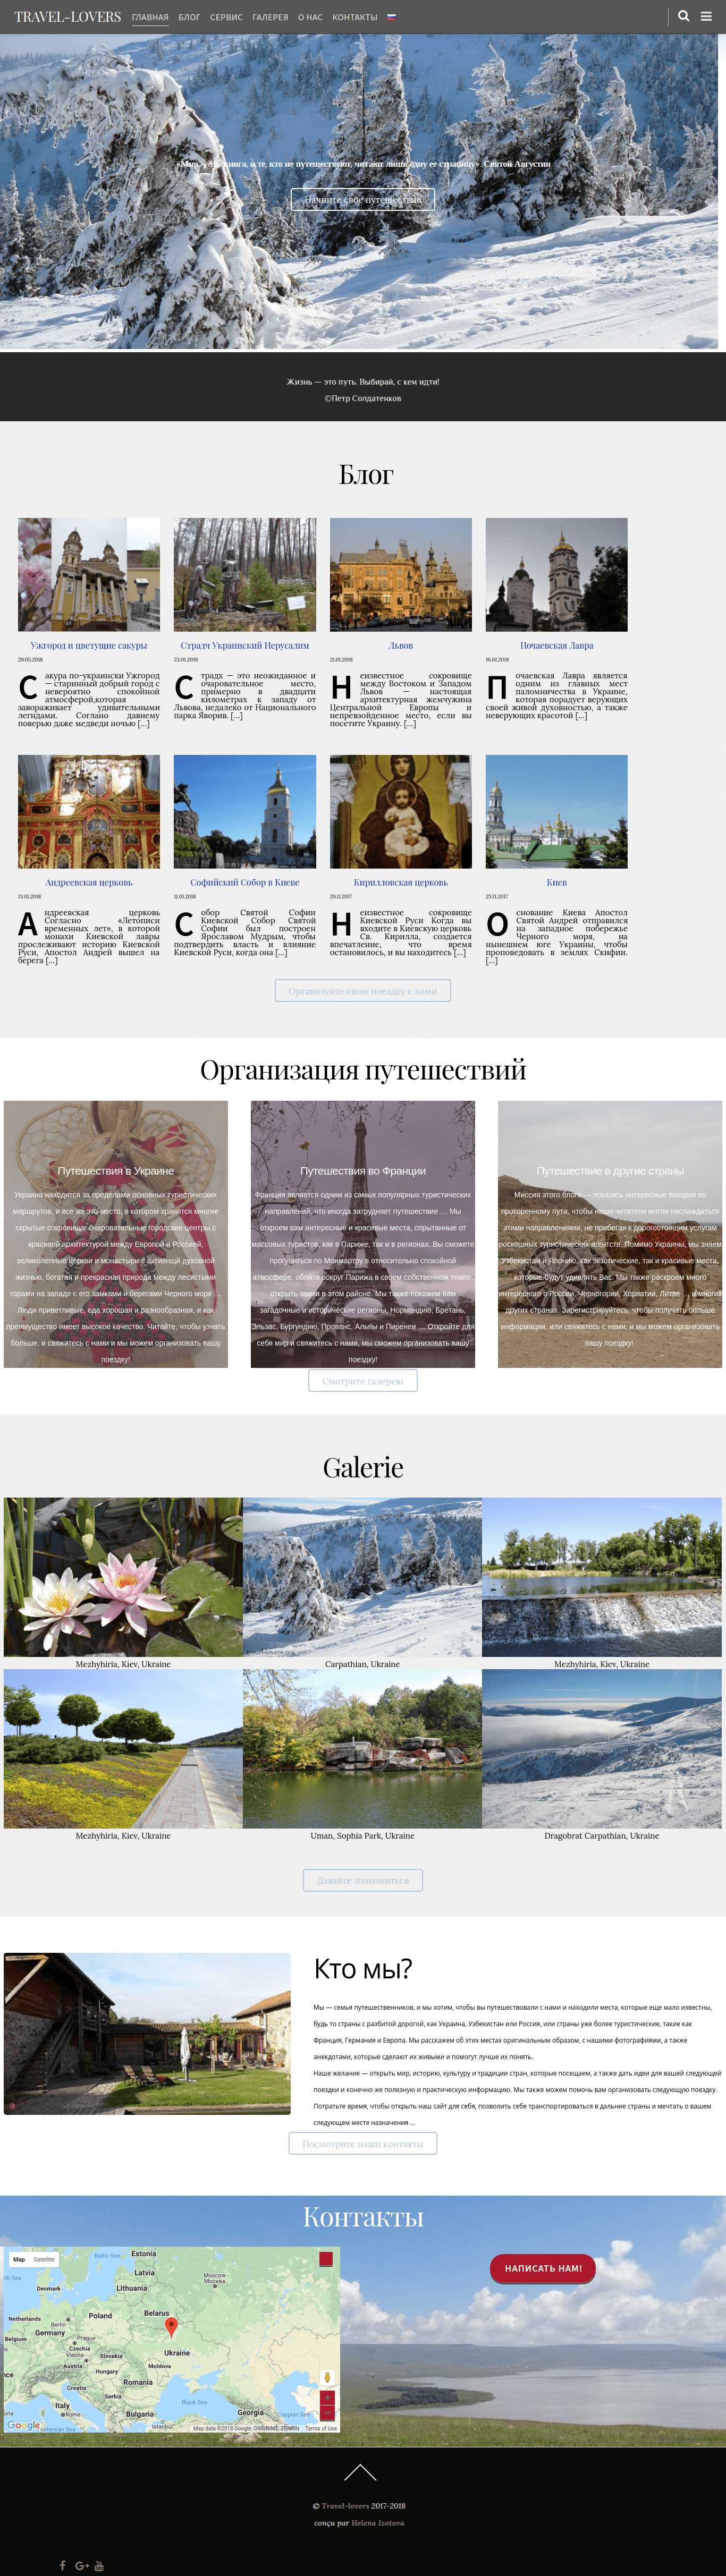 TRAVEL-LOVERS ГЛАВНАЯ БЛОГ СЕРВИС ГАЛЕРЕЯ О НАС КОНТАКТЫ
«Мир — это книга, и те, кто не путешествуют, читают лишь одну ее страницу». Святой Августин
Начните свое путешествие
Жизнь — это путь. Выбирай, с кем идти!
©Петр Солдатенков
Блог
Ужгород и цветущие сакуры
29.03.2018
Сакура по-украински Ужгород
— старинный добрый город с
невероятно спокойной
атмосферой,которая
завораживает удивительными
легндами. Соглано давнему
поверью даже медведи ночью [...]
Страдч Украинский Иерусалим
23.01.2018
Страдх — это неожиданное и
очаровательное место,
примерно в двадцати
километрах к западу от
Львова, недалеко от Национального
парка Яворив. [...]
Львов
21.01.2018
Неизвестное сокровище
между Востоком и Западом
Львов — настоящая
архитектурная жемчужина
Центральной Европы и
непревзойденное место, если вы
посетите Украину. [...]
Почаевская Лавра
16.01.2018
Почаевская Лавра является
одним из главных мест
паломничества в Украине,
которая порадует верующих
своей живой духовностью, а также
неверующих красотой [...]
Андреевская церковь
13.01.2018
Андреевская церковь
Согласно «Летописи
временных лет», в которой
монахи Киевской лавры
прослеживают историю Киевской
Руси, Апостол Андрей вышел на
берега [...]
Софийский Собор в Киеве
11.01.2018
Собор Святой Софии
Киевской Собор Святой
Софии был построен
Ярославом Мудрым, чтобы
подтвердить власть и влияние
Киевской Руси, когда она [...]
Кирилловская церковь
29.11.2017
Неизвестное сокровище
Киевской Руси Когда вы
входите в Киевскую церковь
Св. Кирилла, создается
впечатление, что время
остановилось, и вы находитесь [...]
Киев
25.11.2017
Основание Киева Апостол
Святой Андрей отправился
на западное побережье
Черного моря, на
нынешнем юге Украины, чтобы
проповедовать в землях Скифии.
[...]
Организуйте свою поездку с нами
Организация путешествий
Путешествия в Украине
Украина находится за пределами основных туристических
маршрутов, и все же это место, в котором хранятся многие
скрытые сокровища: очаровательные городские центры с
красивой архитектурой между Европой и Россией,
великолепные церкви и монастыри с активнщй духовной
жизнью, богатая и прекрасная природа между лесистыми
горами на западе с его замками и берегами Черного моря ...
Люди приветливые, еда хорошая и разнообразная, и как
преимущество имеет высокое качество. Читайте, чтобы узнать
больше, и свяжитесь с нами и мы можем организовать вашу
поездку!
Путешествия во Франции
Франция является одним из самых популярных туристических
направлений, что иногда затрудняет путешествие ... Мы
откроем вам интересные и красивые места, спрытанные от
массовых туристов, как в Париже, так и в регионах. Вы сможете
прогуляться по Монмартру в относительно спокойной
атмосфере, обойти вокруг Парижа в своем собственном темпе,
открыть замки в этом районе. Мы также покажем вам
загадочные и исторические регионы, Нормандию, Бретань,
Эльзас, Бургундию, Прованс, Альпы и Пиренеи ... Откройте для
себя мир и свяжитесь с нами, мы сможем организовать вашу
поездку!
Путешествие в другие страны
Миссия этого блога — показать интересные поездки по
проторенному пути, чтобы наши читатели могли наслаждаться
этими направлениями, не прибегая к дорогостоящим услугам
роскошных туристических агентств. Помимо Украины, мы знаем
Узбекистан и Японию, как экзотические, так и красивые места,
которые будут удивлять Вас. Мы также раскроем много
интересного о России, Черногории, Хорпатии, Литве ... и многих
других странах. Зарегистрируйтесь, чтобы получать больше
информации, или свяжитесь с нами, и мы можем организовать
вашу поездку!
Смотрите галерею
Galerie
travel-lovers.org
Mezhyhiria, Kiev, Ukraine
Carpathian, Ukraine
Mezhyhiria, Kiev, Ukraine
Mezhyhiria, Kiev, Ukraine
Uman, Sophia Park, Ukraine
Dragobrat Carpathian, Ukraine
Давайте знакомиться
Кто мы?
Мы — семья путешественников, и мы хотим, чтобы вы путешествовали с нами и находили места, которые еще мало известны,
будь то страны с разбитой дорогой, как Украина, Узбекистан или Россия, или страны уже более туристические, такие как
Франция, Германия и Европа. Мы расскажем об этих местах оригинальным образом, с нашими фотографиями, а также
анекдотами, которые сделают их живыми и помогут лучше их понять.
Наше желание — открыть мир, историю, культуру и традиции стран, которые посещаем, а также дать идеи для вашей следующей
поездки и конечно же полезную и практическую информацию. Мы также можем помочь вам организовать следующую поездку.
Потратьте время, чтобы открыть наш сайт для себя, позволить себе транспортироваться в дальние страны и мечтать о вашем
следующем месте назначения ...
Посмотрите наши контакты
Контакты
Map Satellite
Baltic Sea
Estonia
Latvia
Moscow
Москва
Denmark
Lithuania
Netherlands
Berlin
Poland
Belarus
Germany
Belgium
Prague
Czechia
Vienna
Slovakia
Ukraine
Austria
Hungary
Moldova
Croatia
Romania
Serbia
Italy
Black Sea
Rome
Bulgaria
Georgia
Caspian Sea
Istanbul
Google
Map data ©2018 Google, ORION-ME, ZENRIN Terms of Use
НАПИСАТЬ НАМ!
© Travel-lovers 2017-2018
conçu par Helena Izotova